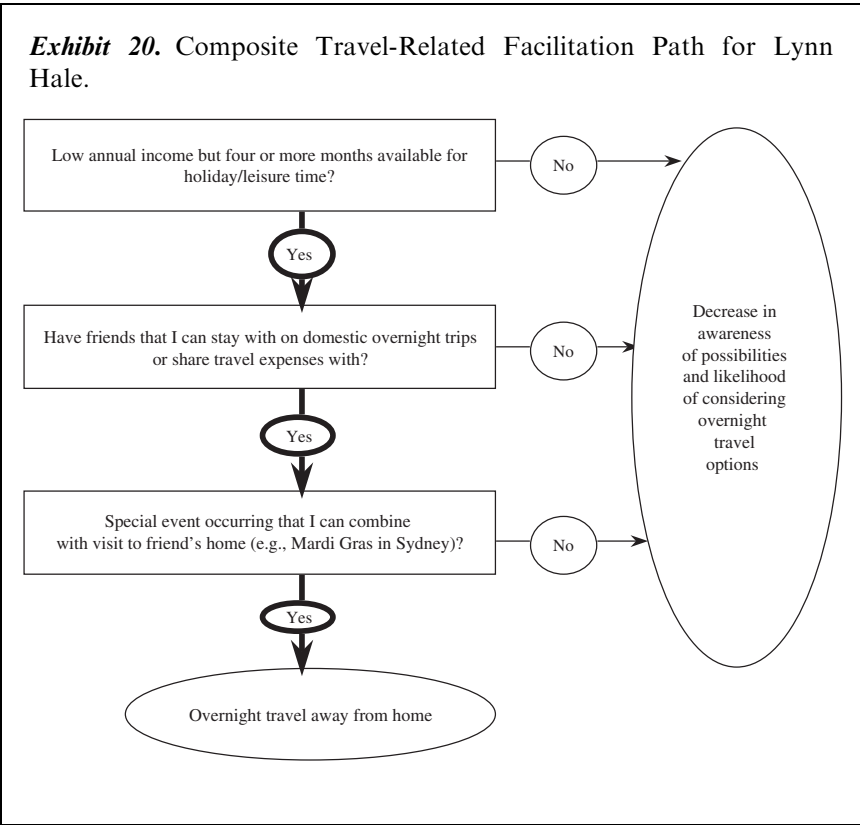 Exhibit 20. Composite Travel-Related Facilitation Path for Lynn
Hale.
Low annual income but four or more months available for
holiday/leisure time?
No
Yes
Have friends that I can stay with on domestic overnight trips
or share travel expenses with?
No
Yes
Decrease in
awareness
of possibilities
and likelihood
of considering
overnight
travel
options
Special event occurring that I can combine
with visit to friend's home (e.g., Mardi Gras in Sydney)?
No
Yes
Overnight travel away from home